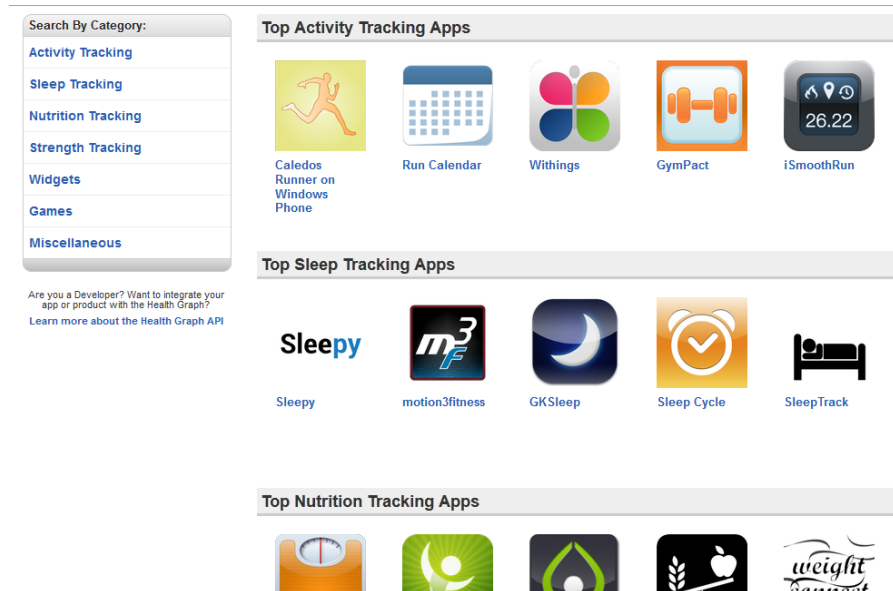 Search By Category:
Activity Tracking
Sleep Tracking
Nutrition Tracking
Strength Tracking
Widgets
Games
Miscellaneous
Are you a Developer? Want to integrate your
app or product with the Health Graph?
Learn more about the Health Graph API
Top Activity Tracking Apps
26.22
Caledos
Runner on
Windows
Phone
Run Calendar
Withings
GymPact
iSmoothRun
Top Sleep Tracking Apps
Sleepy
m3F
Sleepy
motion3fitness
GKSleep
Sleep Cycle
SleepTrack
Top Nutrition Tracking Apps
weight
connect